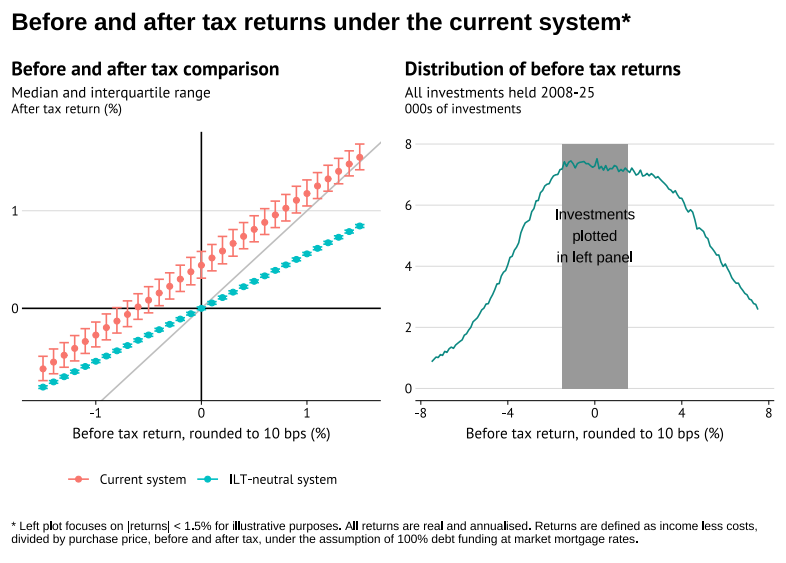 Before and after tax returns under the current system*
Before and after tax comparison
Median and interquartile range
After tax return (%)
1
0
-1
0
1
Before tax return, rounded to 10 bps (%)
Current system
ILT-neutral system
Distribution of before tax returns
All investments held 2008-25
000s of investments
8
6
4
2
0
Investments
plotted
in left panel
-8
-4
0
4
8
Before tax return, rounded to 10 bps (%)
* Left plot focuses on |returns| < 1.5% for illustrative purposes. All returns are real and annualised. Returns are defined as income less costs,
divided by purchase price, before and after tax, under the assumption of 100% debt funding at market mortgage rates.